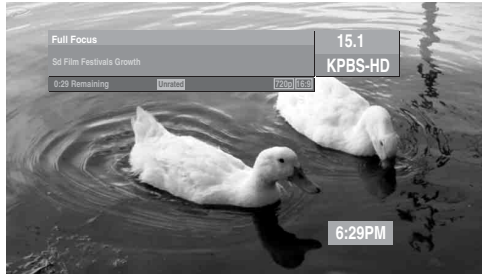 Full Focus
15.1
Sd Film Festivals Growth
KPBS-HD
0:29 Remaining
Unrated
720p 16:9
6:29PM